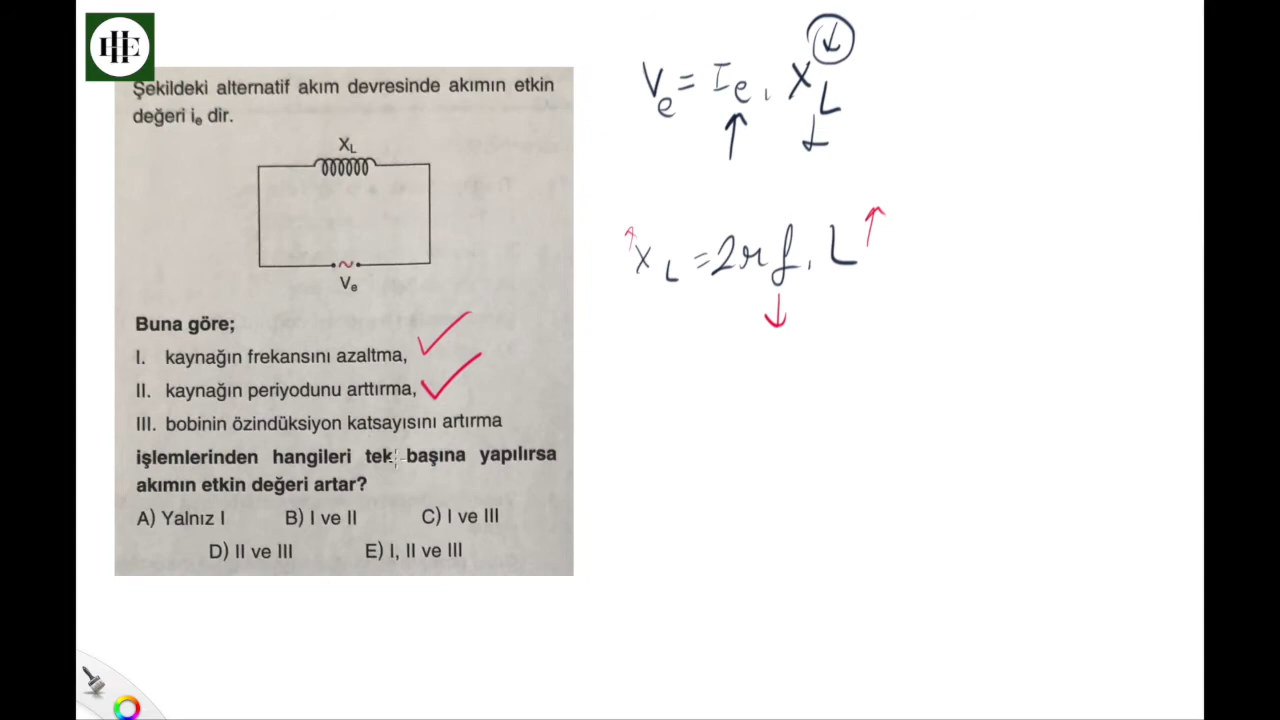 Şekildeki alternatif akım devresinde akımın etkin
değeri iₑ dir.
X_L
Vₑ
Buna göre;
I. kaynağın frekansını azaltma,
II. kaynağın periyodunu arttırma,
III. bobinin özindüksiyon katsayısını artırma
işlemlerinden hangileri tek başına yapılırsa
akımın etkin değeri artar?
A) Yalnız I B) I ve II C) I ve III
D) II ve III E) I, II ve III
Vₑ = Iₑ . X_L ↓
↑ ↓
↑ X_L = 2π f . L ↑
↓